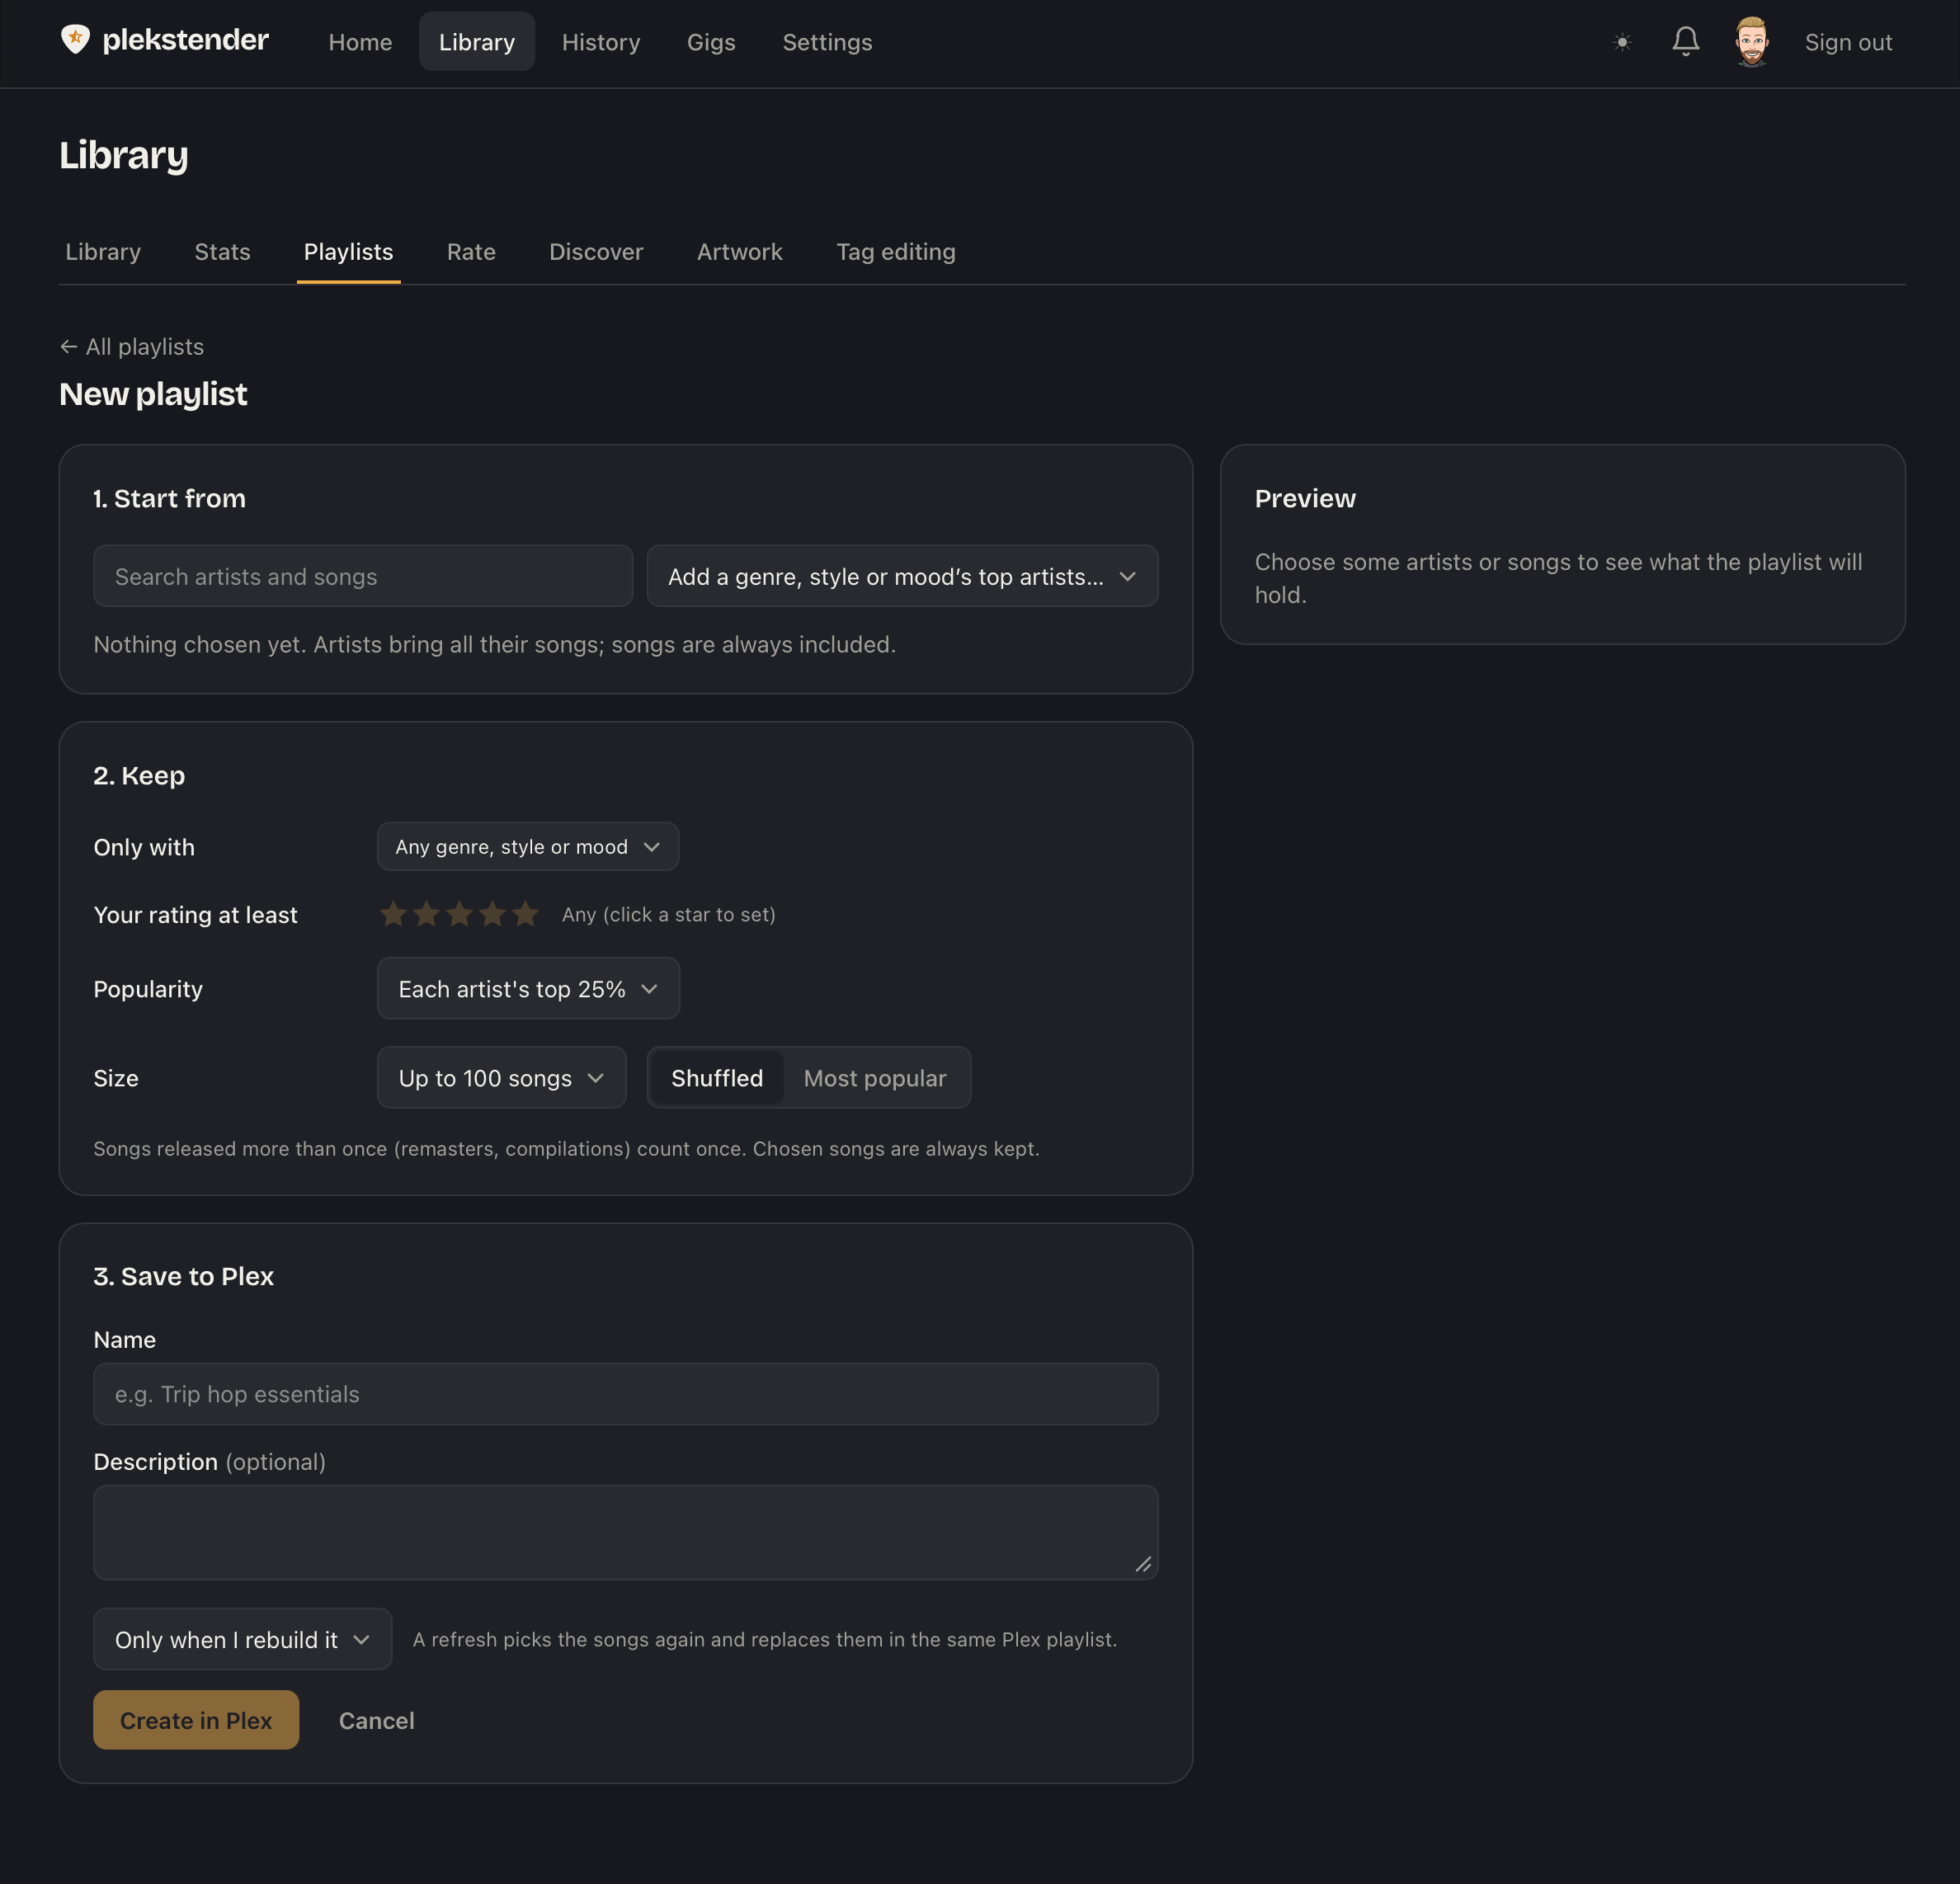 plekstender
Home
Library
History
Gigs
Settings
Sign out
Library
Library
Stats
Playlists
Rate
Discover
Artwork
Tag editing
← All playlists
New playlist
1. Start from
Search artists and songs
Add a genre, style or mood’s top artists...
Nothing chosen yet. Artists bring all their songs; songs are always included.
Preview
Choose some artists or songs to see what the playlist will
hold.
2. Keep
Only with
Any genre, style or mood
Your rating at least
Any (click a star to set)
Popularity
Each artist's top 25%
Size
Up to 100 songs
Shuffled
Most popular
Songs released more than once (remasters, compilations) count once. Chosen songs are always kept.
3. Save to Plex
Name
e.g. Trip hop essentials
Description (optional)
Only when I rebuild it
A refresh picks the songs again and replaces them in the same Plex playlist.
Create in Plex
Cancel